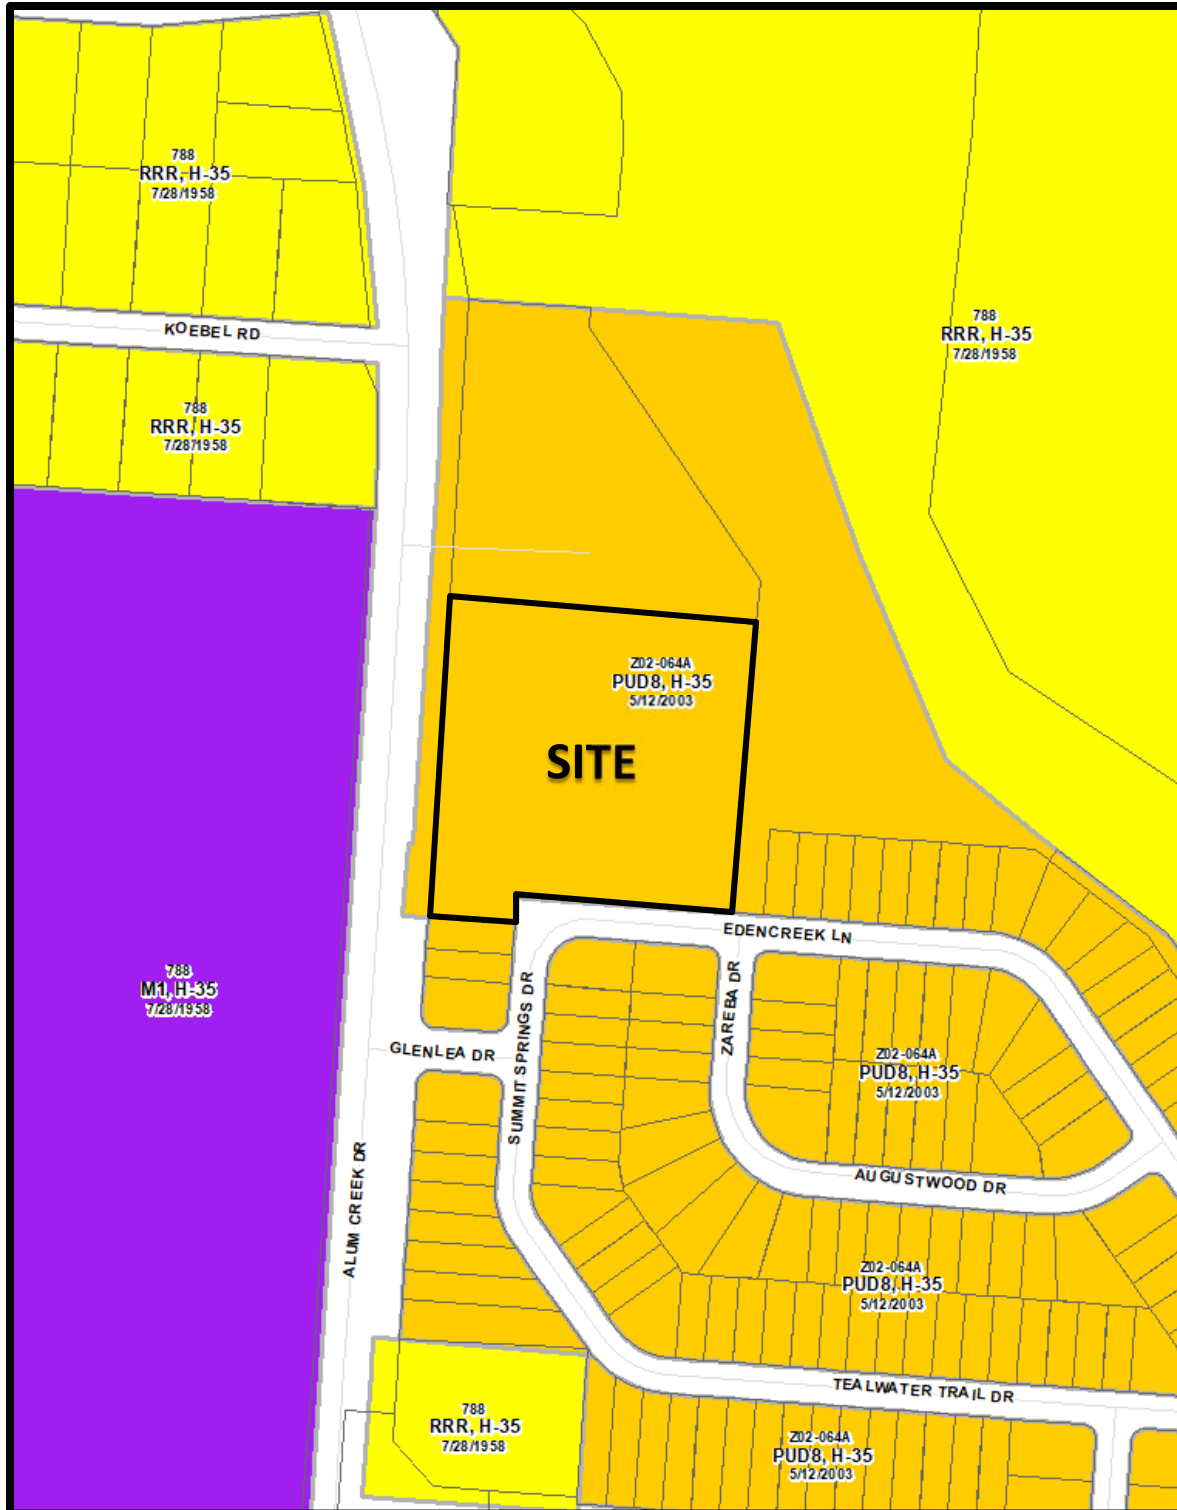 788
RRR, H-35
7/28/1958
788
RRR, H-35
7/28/1958
KOEBEL RD
788
RRR, H-35
7/28/1958
Z02-064A
PUD8, H-35
5/12/2003
SITE
EDENCREEK LN
788
M1, H-35
7/28/1958
ZAREBA DR
SUMMIT SPRINGS DR
GLENLEA DR
Z02-064A
PUD8, H-35
5/12/2003
ALUM CREEK DR
AUGUSTWOOD DR
Z02-064A
PUD8, H-35
5/12/2003
TEALWATER TRAIL DR
788
RRR, H-35
7/28/1958
Z02-064A
PUD8, H-35
5/12/2003